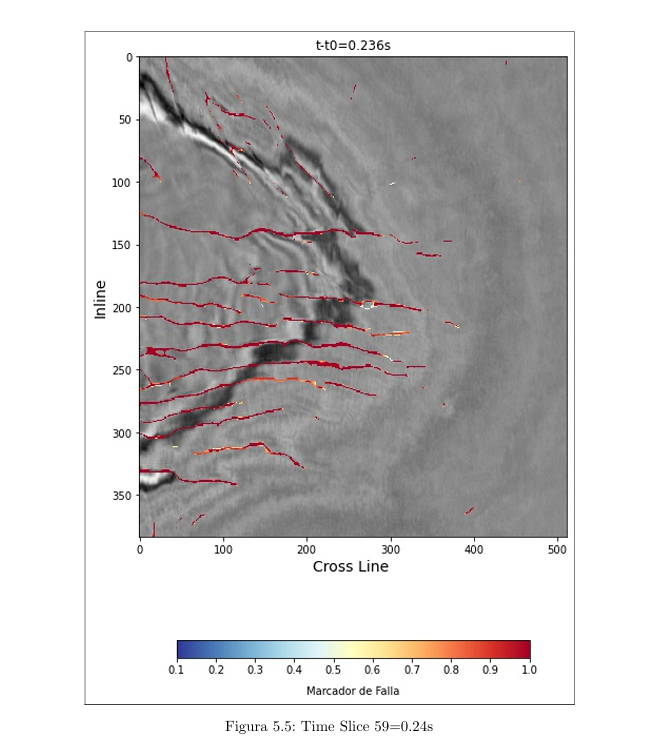 t-t0=0.236s
0
50
100
150
200
250
300
350
Inline
0 100 200 300 400 500
Cross Line
0.1 0.2 0.3 0.4 0.5 0.6 0.7 0.8 0.9 1.0
Marcador de Falla
Figura 5.5: Time Slice 59=0.24s